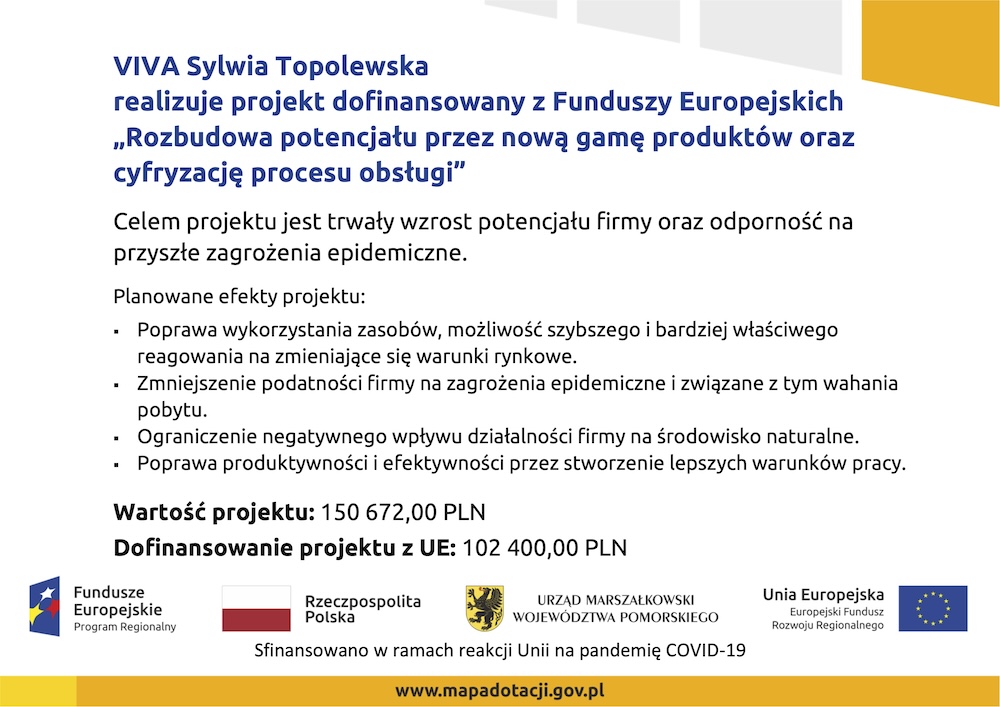 VIVA Sylwia Topolewska
realizuje projekt dofinansowany z Funduszy Europejskich
„Rozbudowa potencjału przez nową gamę produktów oraz
cyfryzację procesu obsługi”
Celem projektu jest trwały wzrost potencjału firmy oraz odporność na
przyszłe zagrożenia epidemiczne.
Planowane efekty projektu:
▪ Poprawa wykorzystania zasobów, możliwość szybszego i bardziej właściwego
reagowania na zmieniające się warunki rynkowe.
▪ Zmniejszenie podatności firmy na zagrożenia epidemiczne i związane z tym wahania
pobytu.
▪ Ograniczenie negatywnego wpływu działalności firmy na środowisko naturalne.
▪ Poprawa produktywności i efektywności przez stworzenie lepszych warunków pracy.
Wartość projektu: 150 672,00 PLN
Dofinansowanie projektu z UE: 102 400,00 PLN
Fundusze
Europejskie
Program Regionalny
Rzeczpospolita
Polska
URZĄD MARSZAŁKOWSKI
WOJEWÓDZTWA POMORSKIEGO
Unia Europejska
Europejski Fundusz
Rozwoju Regionalnego
Sfinansowano w ramach reakcji Unii na pandemię COVID-19
www.mapadotacji.gov.pl